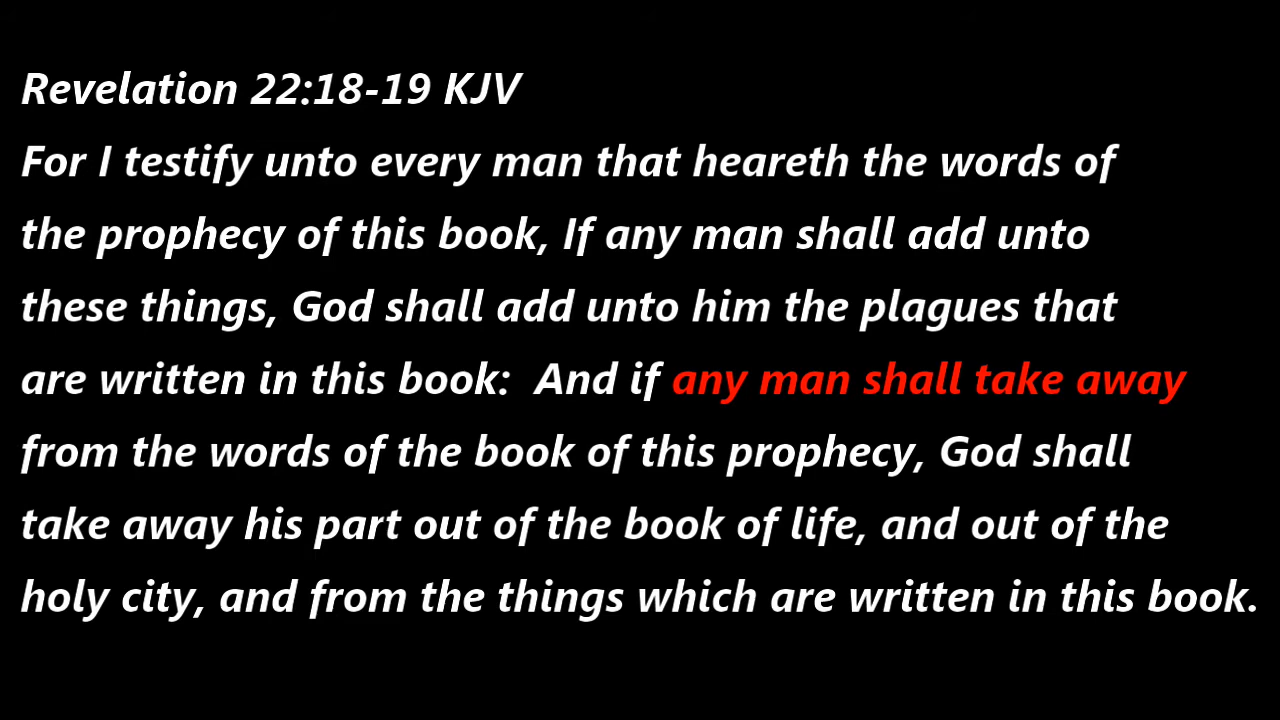 Revelation 22:18-19 KJV
For I testify unto every man that heareth the words of
the prophecy of this book, If any man shall add unto
these things, God shall add unto him the plagues that
are written in this book:  And if any man shall take away
from the words of the book of this prophecy, God shall
take away his part out of the book of life, and out of the
holy city, and from the things which are written in this book.